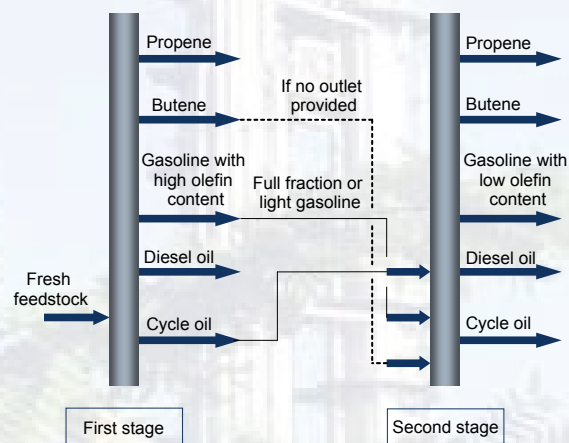 Propene
Butene
Gasoline with
high olefin
content
Diesel oil
Fresh
feedstock
Cycle oil
First stage
If no outlet
provided
Full fraction or
light gasoline
Propene
Butene
Gasoline with
low olefin
content
Diesel oil
Cycle oil
Second stage